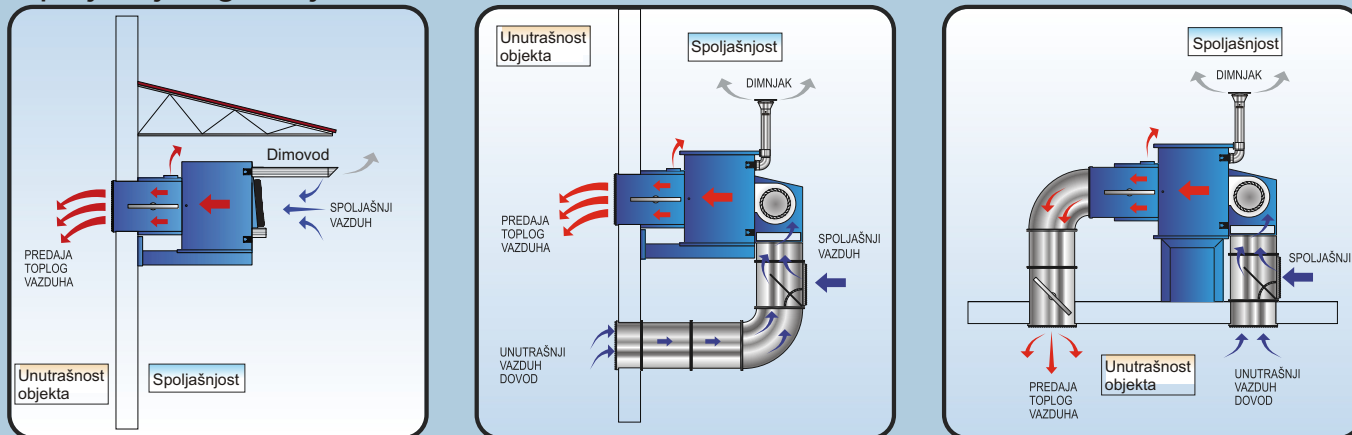 Dimovod
SPOLJAŠNJI
VAZDUH
PREDAJA
TOPLOG
VAZDUHA
Unutrašnost
objekta
Spoljašnjost
Unutrašnost
objekta
Spoljašnjost
DIMNJAK
PREDAJA
TOPLOG
VAZDUHA
SPOLJAŠNJI
VAZDUH
UNUTRAŠNJI
VAZDUH
DOVOD
Spoljašnjost
DIMNJAK
SPOLJAŠNJI
PREDAJA
TOPLOG
VAZDUHA
Unutrašnost
objekta
UNUTRAŠNJI
VAZDUH
DOVOD